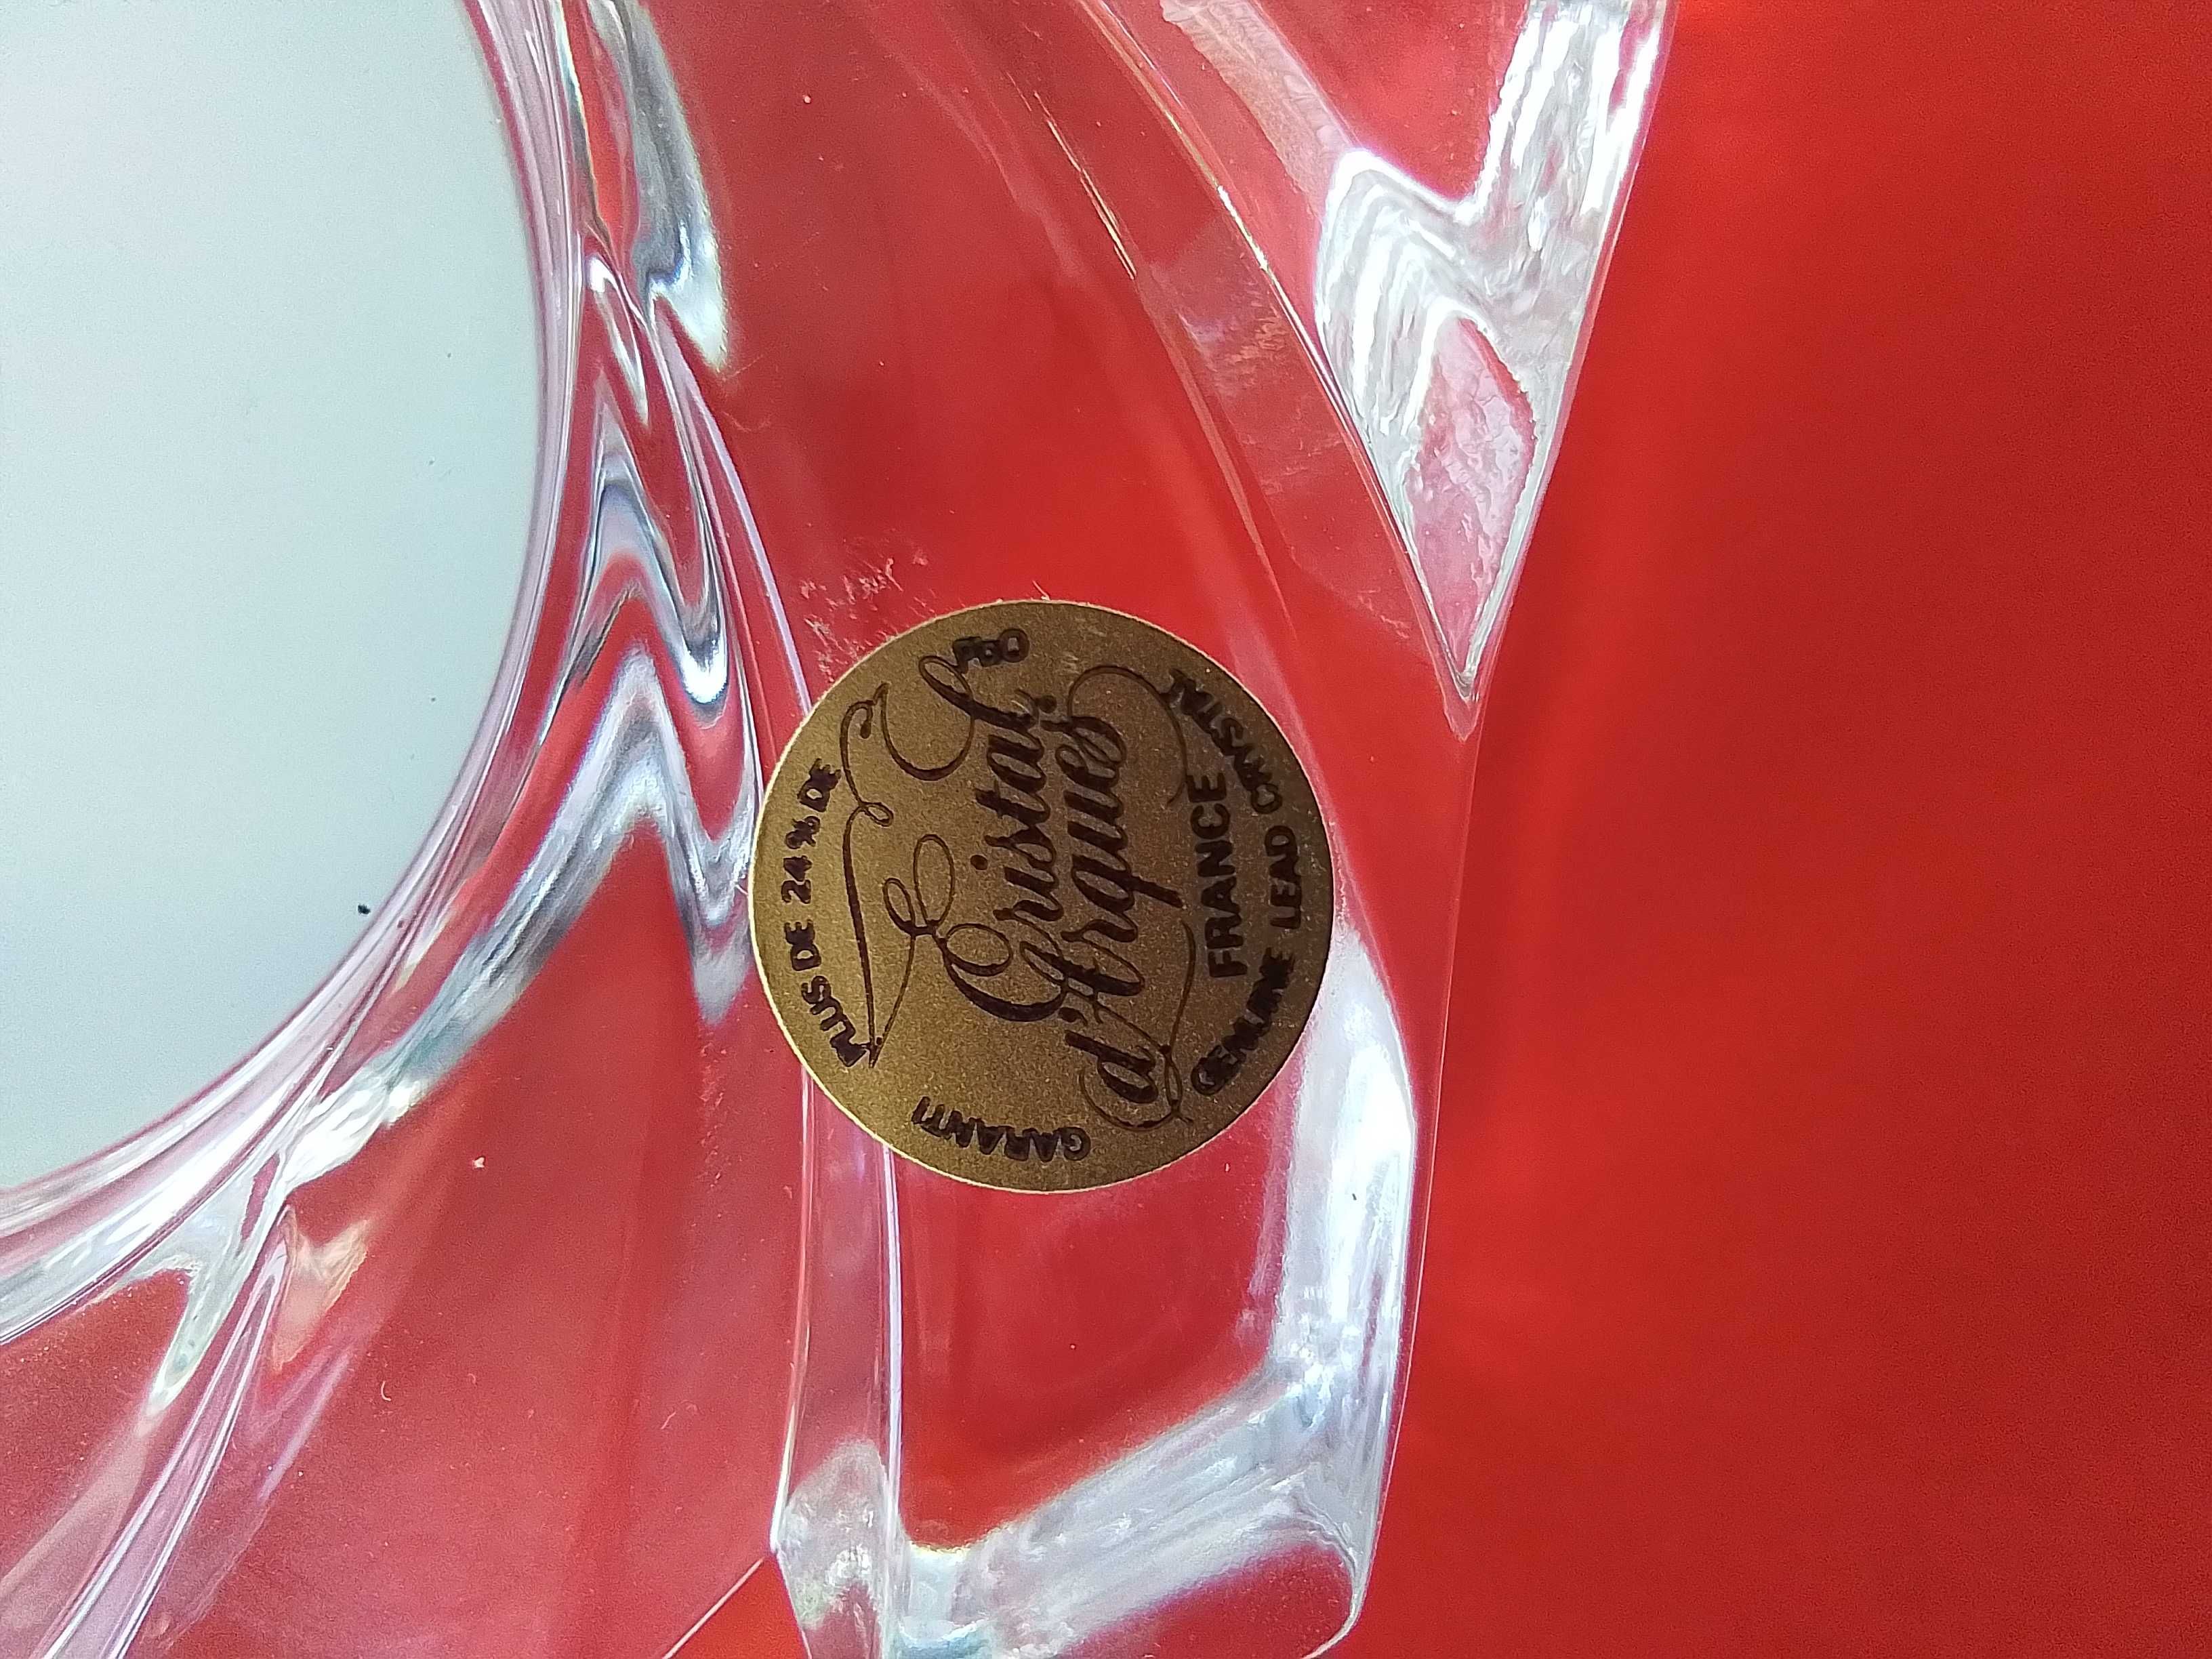 GARANTI PLUS DE 24% DE PBO
Cristal
d'Arques
FRANCE
GENUINE LEAD CRYSTAL